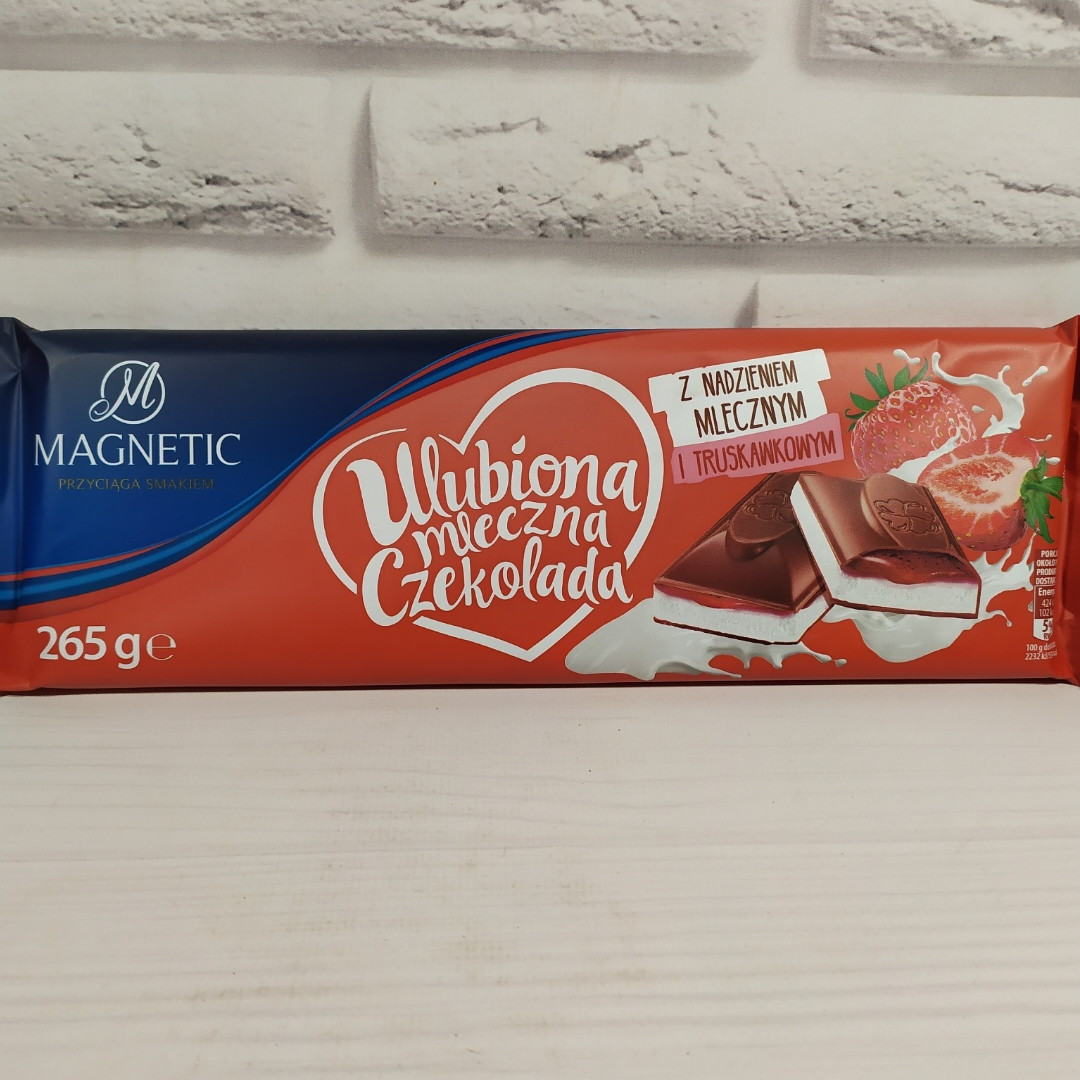 M
MAGNETIC
PRZYCIĄGA SMAKIEM
Ulubiona
mleczna
Czekolada
Z NADZIENIEM
MLECZNYM
I TRUSKAWKOWYM
265 g e